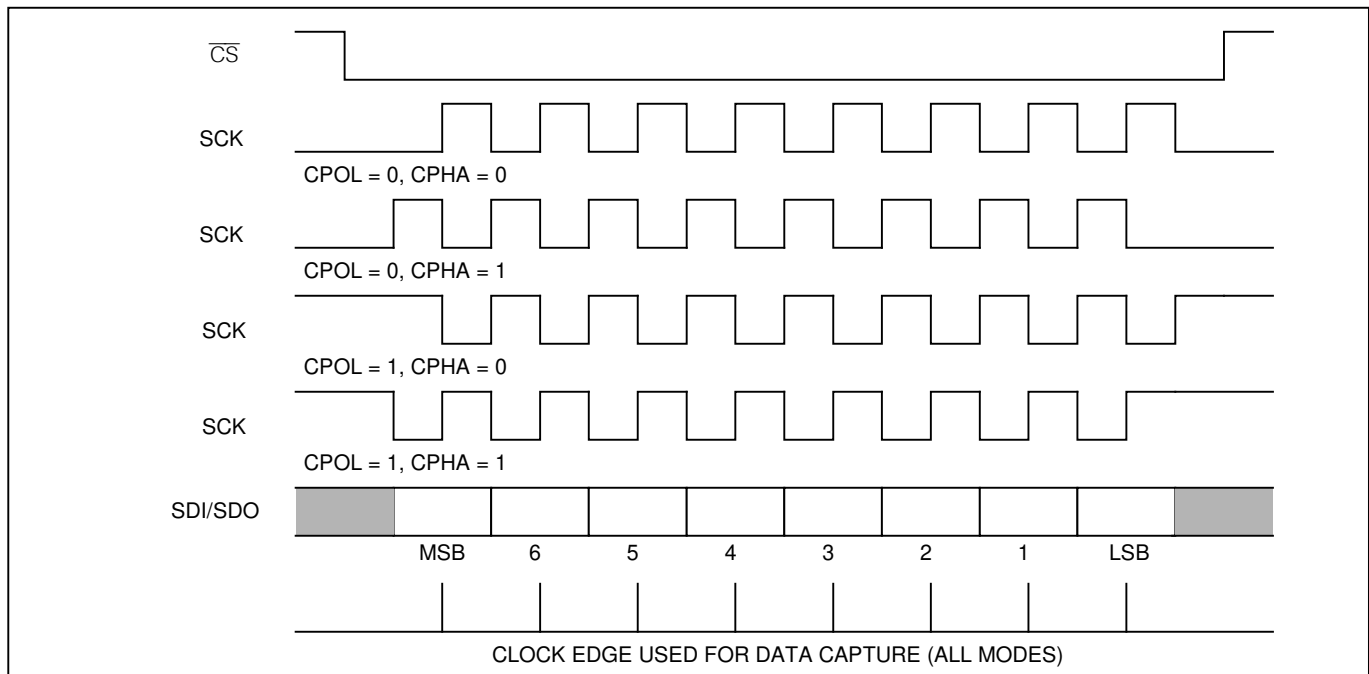 CS
SCK
CPOL = 0, CPHA = 0
SCK
CPOL = 0, CPHA = 1
SCK
CPOL = 1, CPHA = 0
SCK
CPOL = 1, CPHA = 1
SDI/SDO
MSB 6 5 4 3 2 1 LSB
CLOCK EDGE USED FOR DATA CAPTURE (ALL MODES)